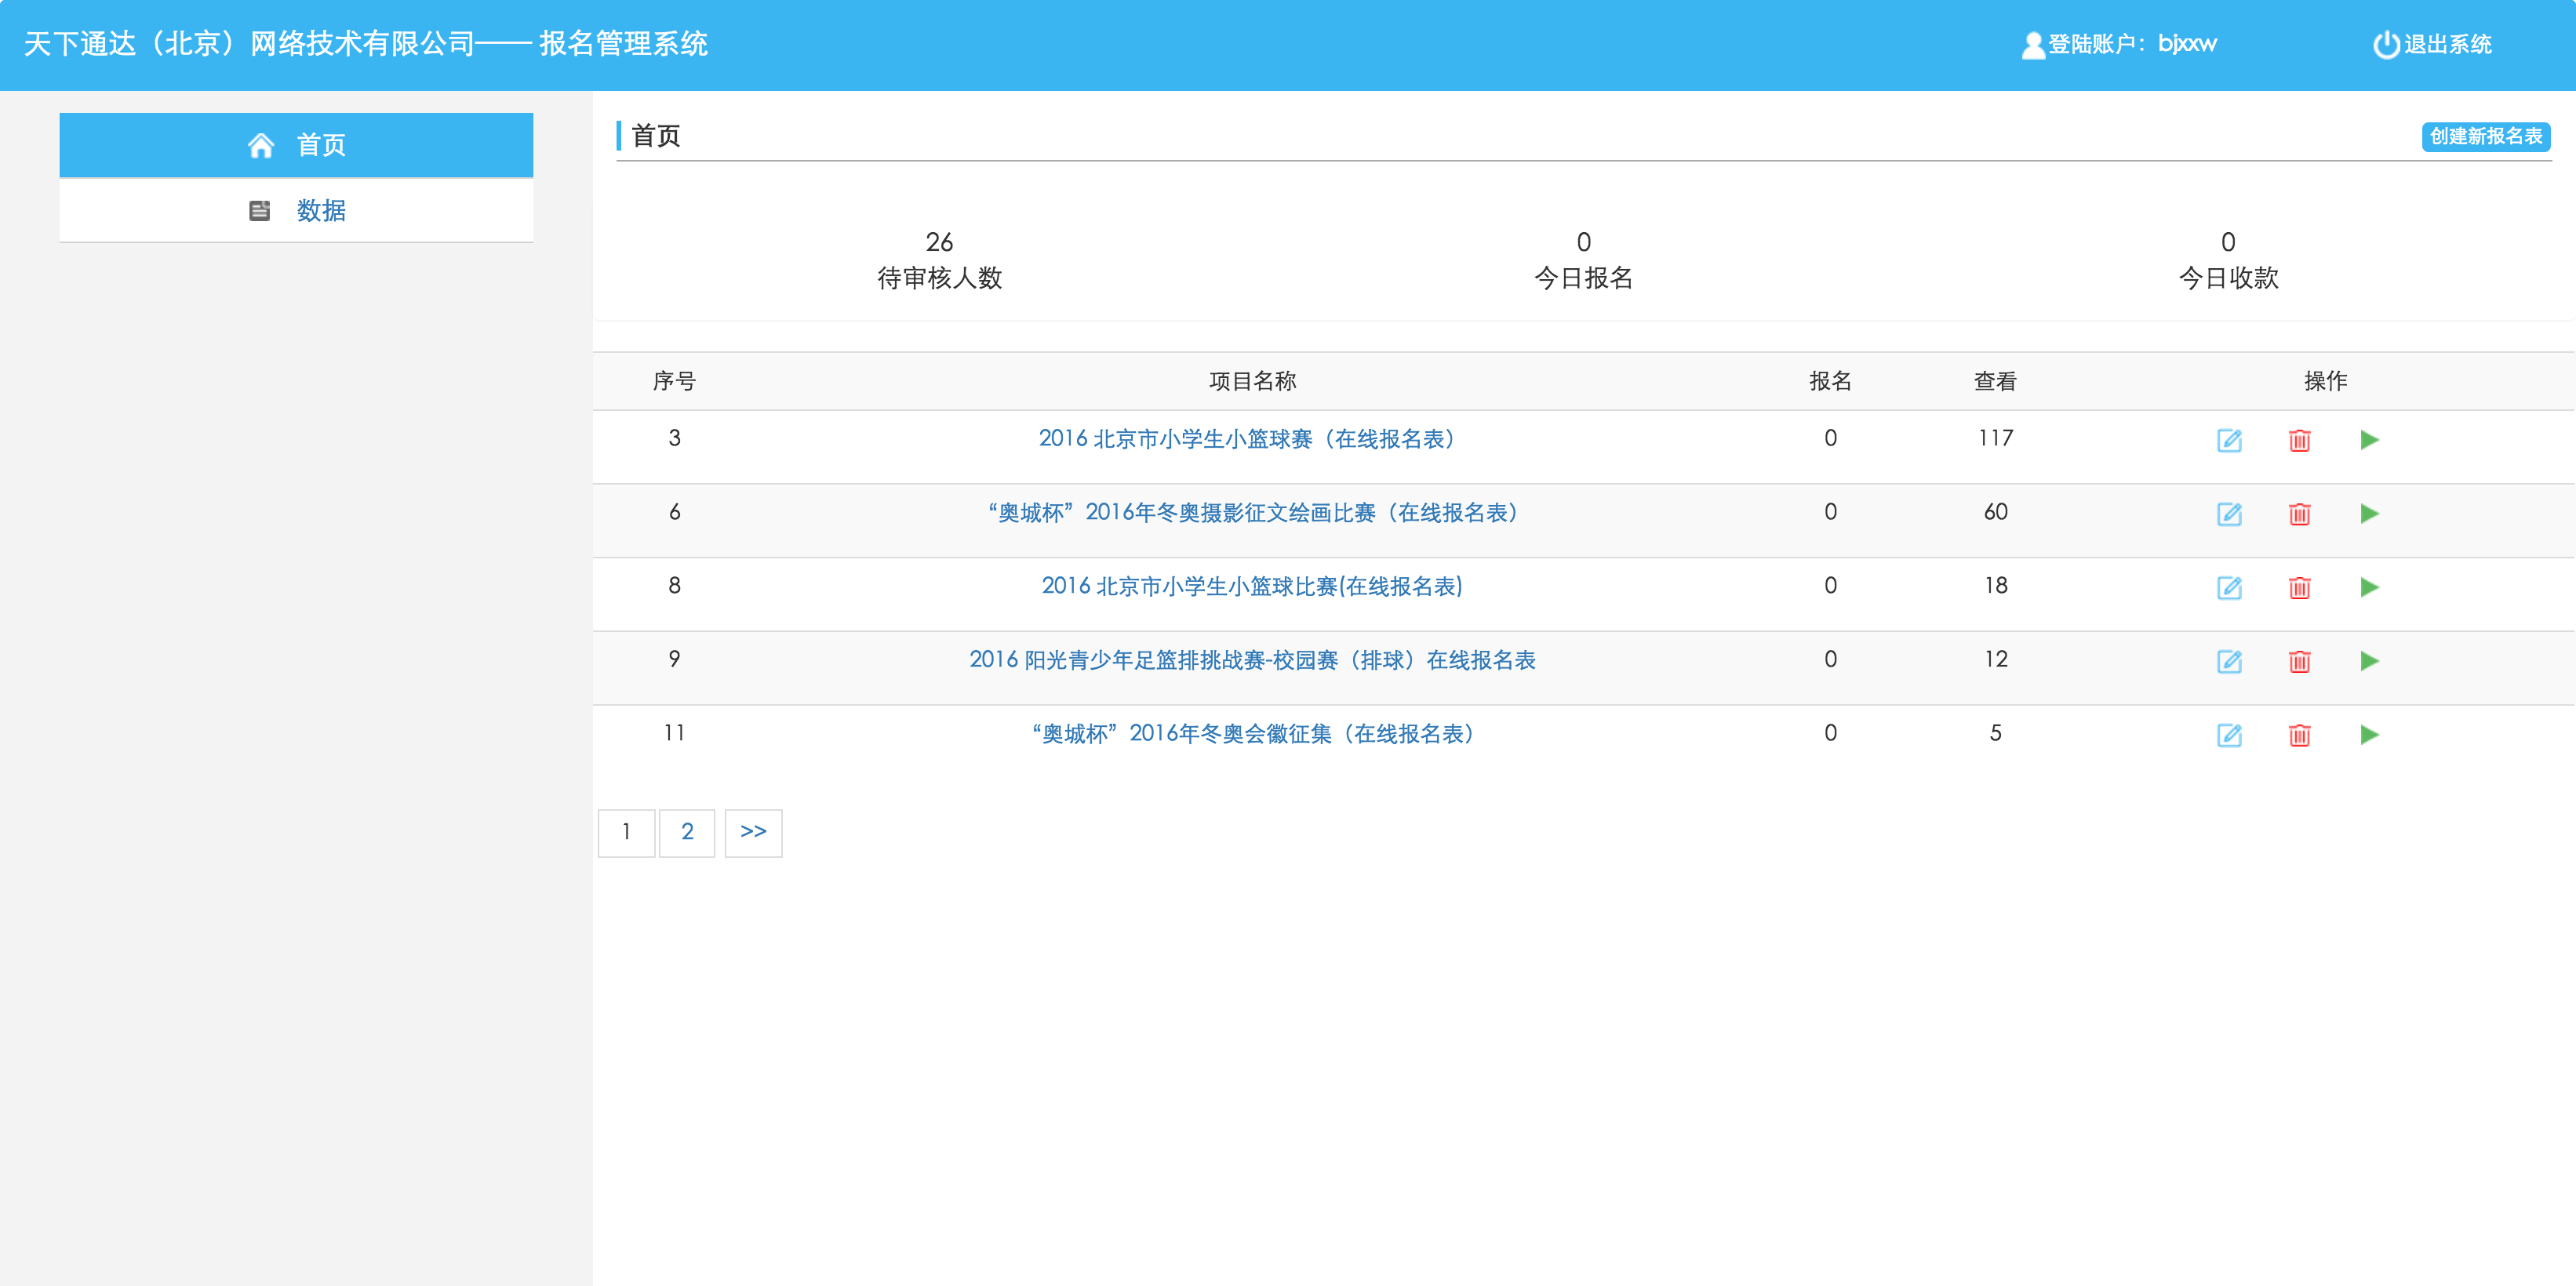 天下通达（北京）网络技术有限公司—— 报名管理系统
登陆账户：bjxxw
退出系统
首页
数据
首页
创建新报名表
26 0 0
待审核人数 今日报名 今日收款
序号 项目名称 报名 查看 操作
3 2016 北京市小学生小篮球赛（在线报名表） 0 117
6 “奥城杯”2016年冬奥摄影征文绘画比赛（在线报名表） 0 60
8 2016 北京市小学生小篮球比赛(在线报名表) 0 18
9 2016 阳光青少年足篮排挑战赛-校园赛（排球）在线报名表 0 12
11 “奥城杯”2016年冬奥会徽征集（在线报名表） 0 5
1 2 >>